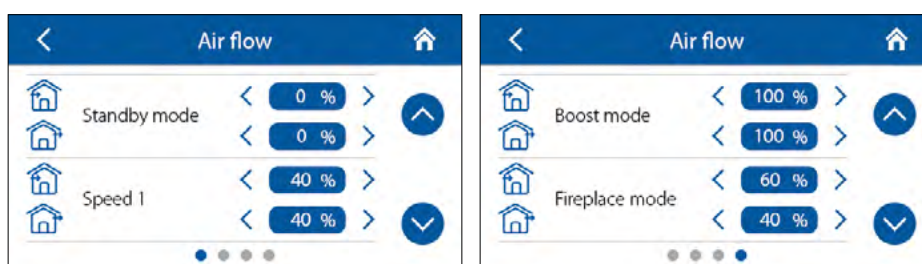 Air flow
Standby mode
0 %
0 %
Speed 1
40 %
40 %
Air flow
Boost mode
100 %
100 %
Fireplace mode
60 %
40 %